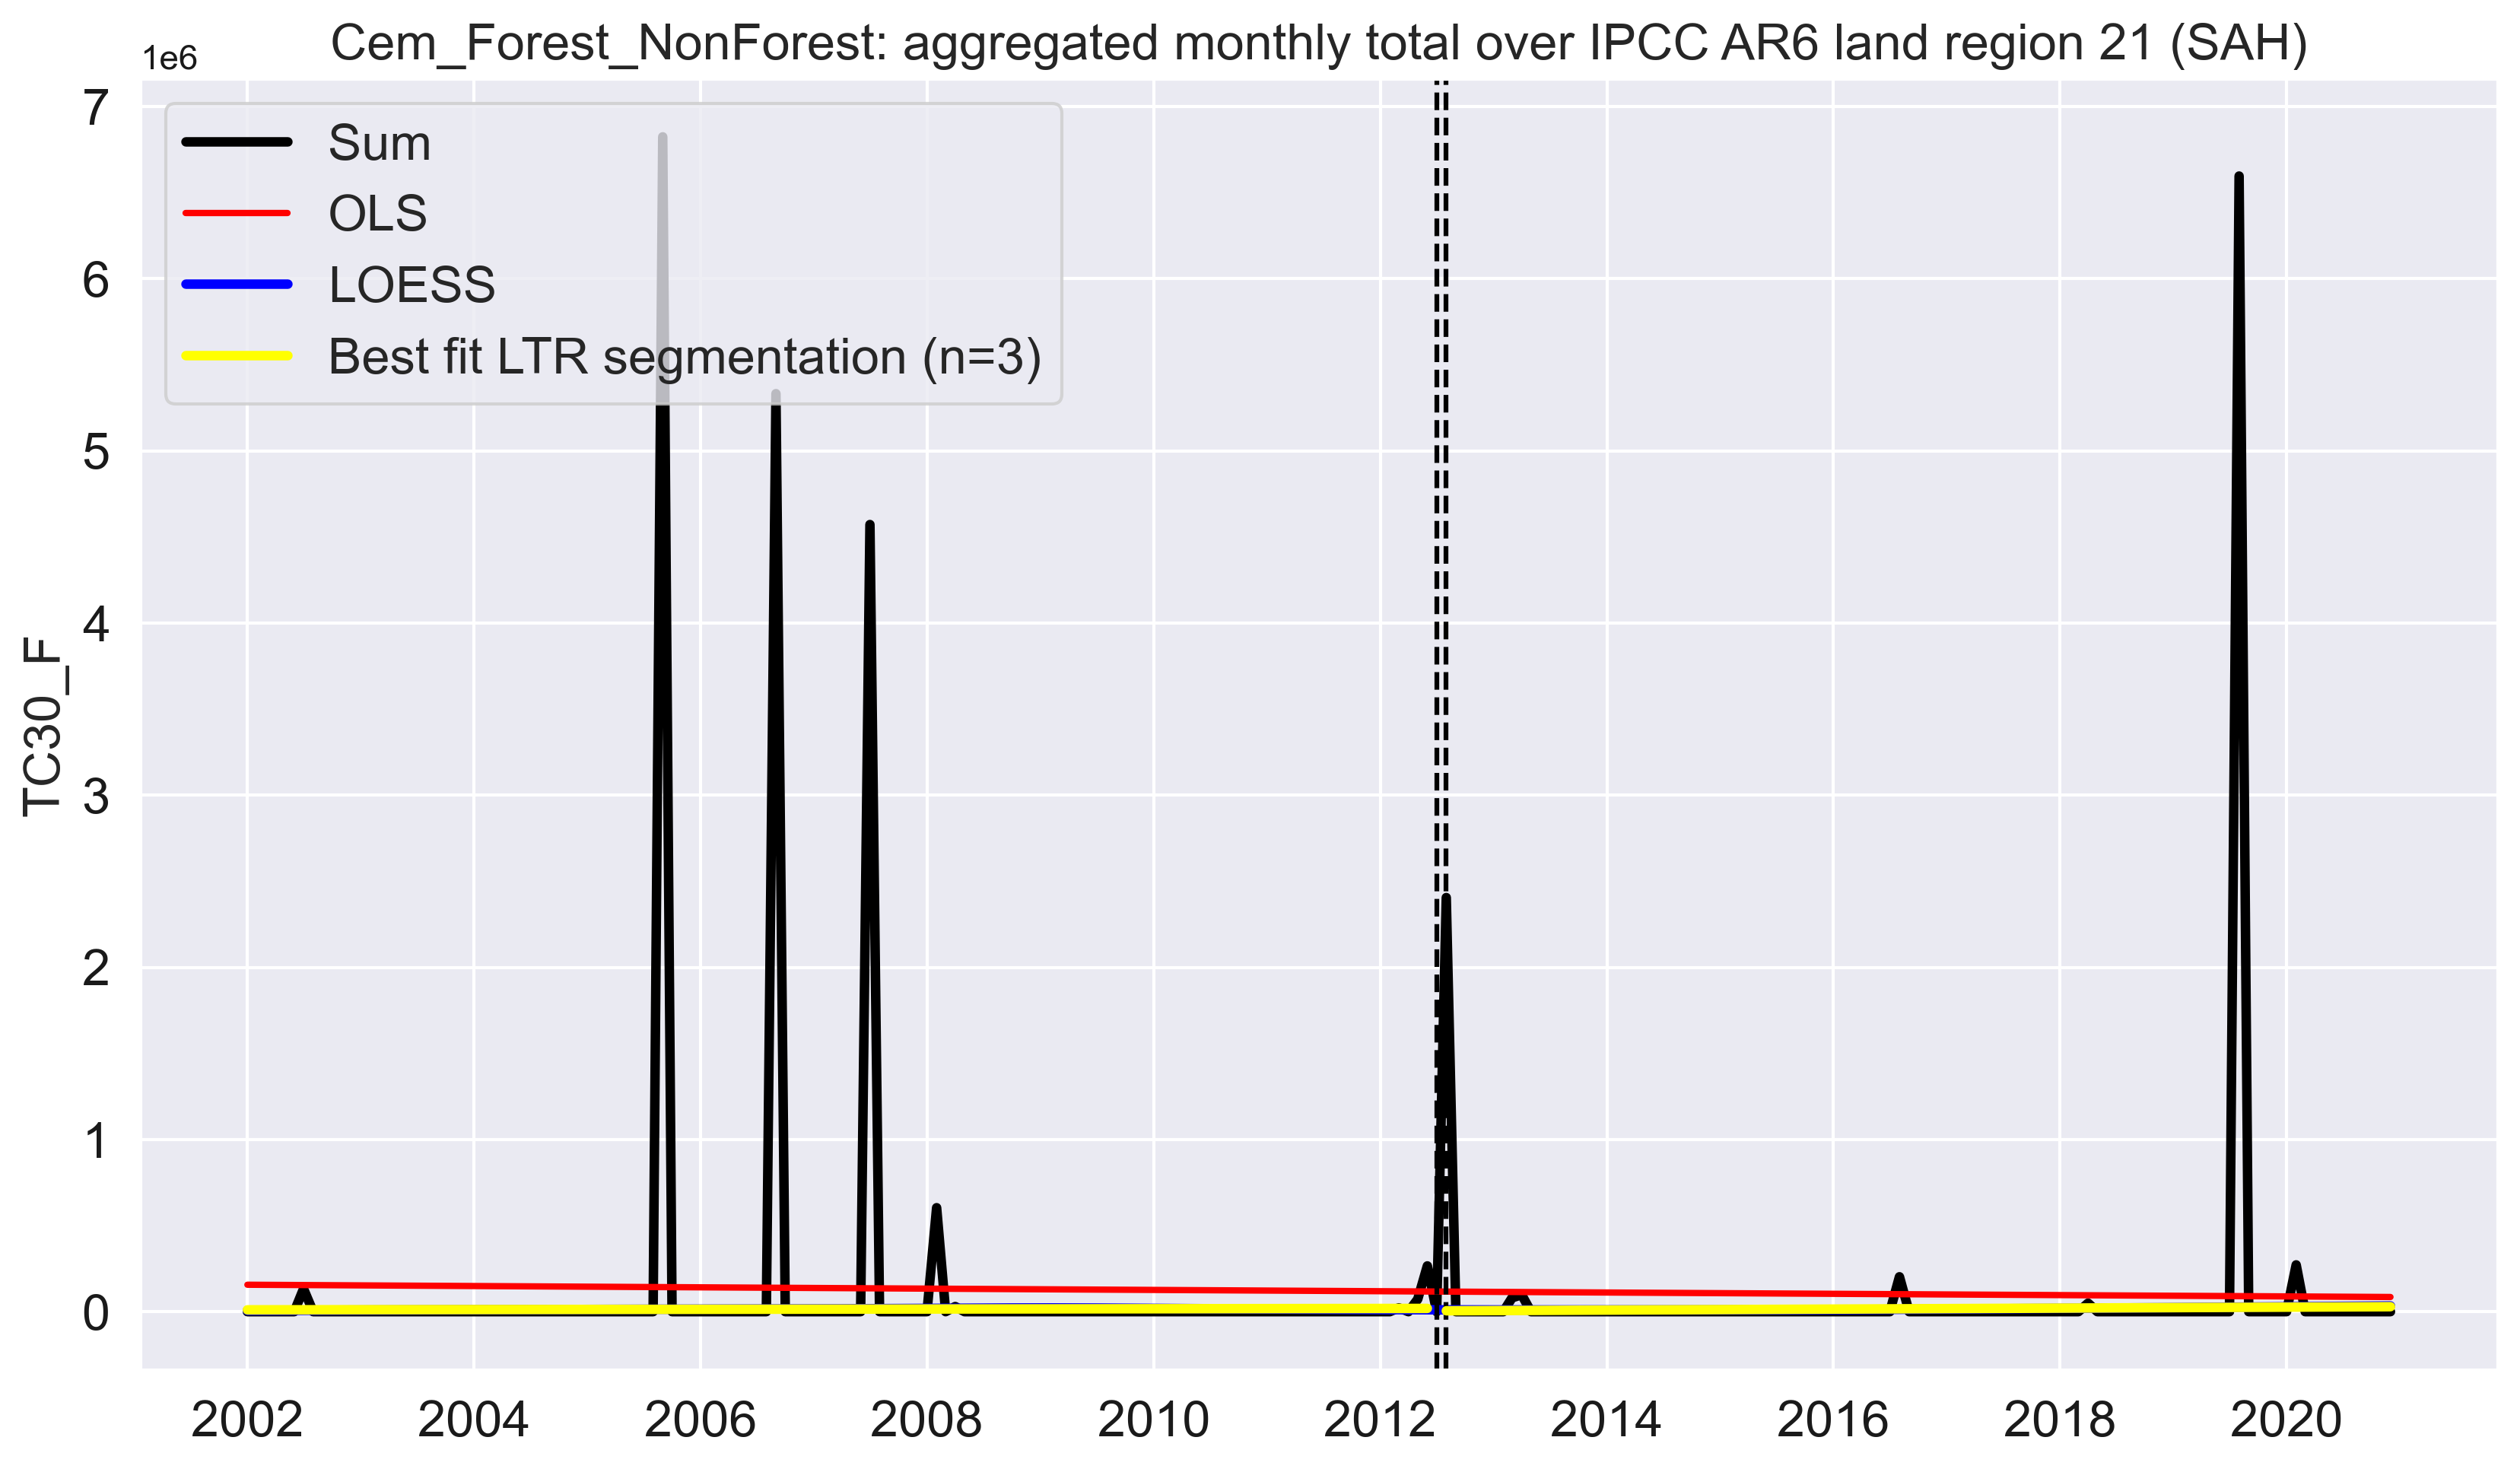 Cem_Forest_NonForest: aggregated monthly total over IPCC AR6 land region 21 (SAH)
1e6
7
6
5
4
3
2
1
0
TC30_F
Sum
OLS
LOESS
Best fit LTR segmentation (n=3)
2002 2004 2006 2008 2010 2012 2014 2016 2018 2020